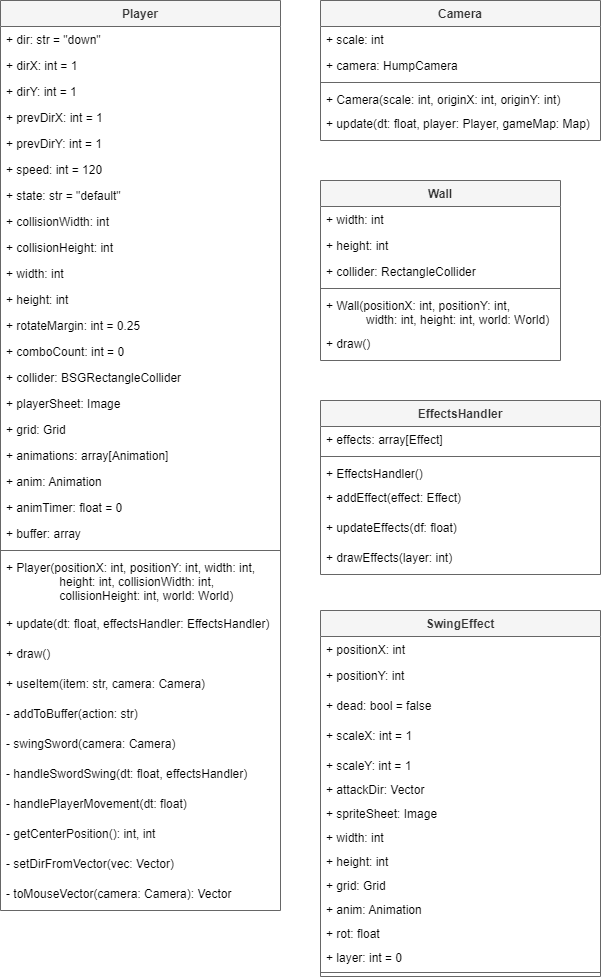 Player
+ dir: str = "down"
+ dirX: int = 1
+ dirY: int = 1
+ prevDirX: int = 1
+ prevDirY: int = 1
+ speed: int = 120
+ state: str = "default"
+ collisionWidth: int
+ collisionHeight: int
+ width: int
+ height: int
+ rotateMargin: int = 0.25
+ comboCount: int = 0
+ collider: BSGRectangleCollider
+ playerSheet: Image
+ grid: Grid
+ animations: array[Animation]
+ anim: Animation
+ animTimer: float = 0
+ buffer: array
+ Player(positionX: int, positionY: int, width: int,
height: int, collisionWidth: int,
collisionHeight: int, world: World)
+ update(dt: float, effectsHandler: EffectsHandler)
+ draw()
+ useItem(item: str, camera: Camera)
- addToBuffer(action: str)
- swingSword(camera: Camera)
- handleSwordSwing(dt: float, effectsHandler)
- handlePlayerMovement(dt: float)
- getCenterPosition(): int, int
- setDirFromVector(vec: Vector)
- toMouseVector(camera: Camera): Vector
Camera
+ scale: int
+ camera: HumpCamera
+ Camera(scale: int, originX: int, originY: int)
+ update(dt: float, player: Player, gameMap: Map)
Wall
+ width: int
+ height: int
+ collider: RectangleCollider
+ Wall(positionX: int, positionY: int,
width: int, height: int, world: World)
+ draw()
EffectsHandler
+ effects: array[Effect]
+ EffectsHandler()
+ addEffect(effect: Effect)
+ updateEffects(df: float)
+ drawEffects(layer: int)
SwingEffect
+ positionX: int
+ positionY: int
+ dead: bool = false
+ scaleX: int = 1
+ scaleY: int = 1
+ attackDir: Vector
+ spriteSheet: Image
+ width: int
+ height: int
+ grid: Grid
+ anim: Animation
+ rot: float
+ layer: int = 0